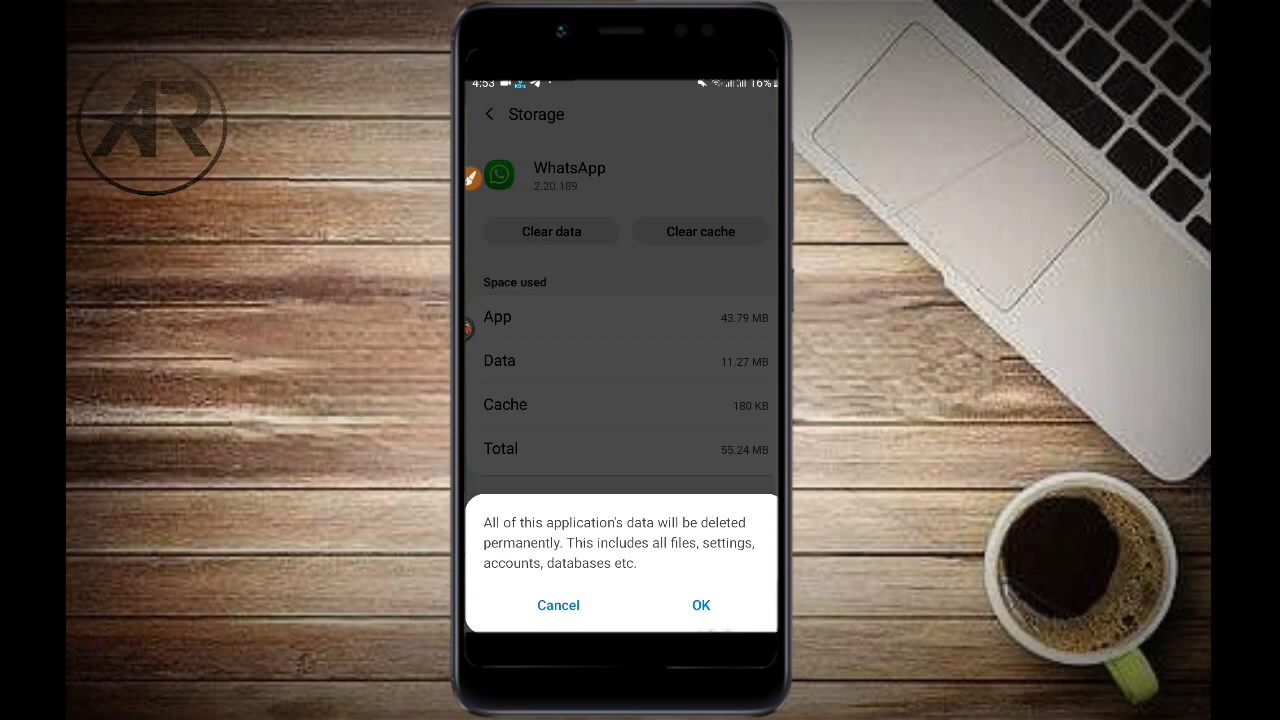 AR
4:53
16%
Storage
WhatsApp
2.20.189
Clear data
Clear cache
Space used
App
43.79 MB
Data
11.27 MB
Cache
180 KB
Total
55.24 MB
All of this application's data will be deleted
permanently. This includes all files, settings,
accounts, databases etc.
Cancel
OK